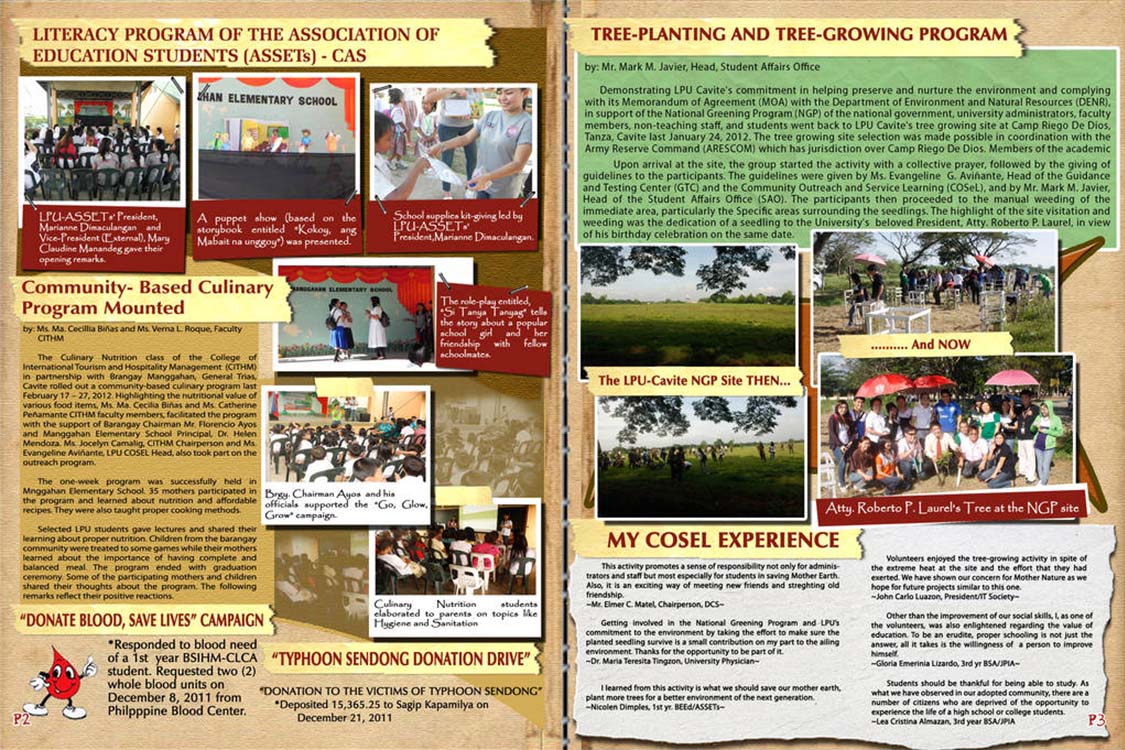 LITERACY PROGRAM OF THE ASSOCIATION OF
EDUCATION STUDENTS (ASSETs) - CAS
HAN ELEMENTARY SCHOOL
LPU-ASSETs' President,
Marianne Dimaculangan and
Vice-President (External), Mary
Claudine Manandeg gave their
opening remarks.
A puppet show (based on the
storybook entitled "Kokoy, ang
Mabait na unggoy") was presented.
School supplies kit-giving led by
LPU-ASSETs'
President,Marianne Dimaculangan.
Community- Based Culinary
Program Mounted
by: Ms. Ma. Cecillia Biñas and Ms. Verna L. Roque, Faculty
CITHM
The Culinary Nutrition class of the College of
International Tourism and Hospitality Management (CITHM)
in partnership with Brangay Manggahan, General Trias,
Cavite rolled out a community-based culinary program last
February 17 – 27, 2012. Highlighting the nutritional value of
various food items, Ms. Ma. Cecilia Biñas and Ms. Catherine
Peñamante CITHM faculty members, facilitated the program
with the support of Barangay Chairman Mr. Florencio Ayos
and Manggahan Elementary School Principal, Dr. Helen
Mendoza. Ms. Jocelyn Camalig, CITHM Chairperson and Ms.
Evangeline Aviñante, LPU COSEL Head, also took part on the
outreach program.
The one-week program was successfully held in
Mnggahan Elementary School. 35 mothers participated in
the program and learned about nutrition and affordable
recipes. They were also taught proper cooking methods.
Selected LPU students gave lectures and shared their
learning about proper nutrition. Children from the barangay
community were treated to some games while their mothers
learned about the importance of having complete and
balanced meal. The program ended with graduation
ceremony. Some of the participating mothers and children
shared their thoughts about the program. The following
remarks reflect their positive reactions.
MANGGAHAN ELEMENTARY SCHOOL
The role-play entitled,
"Si Tanya Tanyag" tells
the story about a popular
school girl and her
friendship with fellow
schoolmates.
Brgy. Chairman Ayos and his
officials supported the "Go, Glow,
Grow" campaign.
Culinary Nutrition students
elaborated to parents on topics like
Hygiene and Sanitation
"DONATE BLOOD, SAVE LIVES" CAMPAIGN
*Responded to blood need
of a 1st year BSIHM-CLCA
student. Requested two (2)
whole blood units on
December 8, 2011 from
Philpppine Blood Center.
P2
"TYPHOON SENDONG DONATION DRIVE"
"DONATION TO THE VICTIMS OF TYPHOON SENDONG"
*Deposited 15,365.25 to Sagip Kapamilya on
December 21, 2011
TREE-PLANTING AND TREE-GROWING PROGRAM
by: Mr. Mark M. Javier, Head, Student Affairs Office
Demonstrating LPU Cavite's commitment in helping preserve and nurture the environment and complying
with its Memorandum of Agreement (MOA) with the Department of Environment and Natural Resources (DENR),
in support of the National Greening Program (NGP) of the national government, university administrators, faculty
members, non-teaching staff, and students went back to LPU Cavite's tree growing site at Camp Riego De Dios,
Tanza, Cavite last January 24, 2012. The tree growing site selection was made possible in coordination with the
Army Reserve Command (ARESCOM) which has jurisdiction over Camp Riego De Dios. Members of the academic
Upon arrival at the site, the group started the activity with a collective prayer, followed by the giving of
guidelines to the participants. The guidelines were given by Ms. Evangeline G. Aviñante, Head of the Guidance
and Testing Center (GTC) and the Community Outreach and Service Learning (COSeL), and by Mr. Mark M. Javier,
Head of the Student Affairs Office (SAO). The participants then proceeded to the manual weeding of the
immediate area, particularly the Specific areas surrounding the seedlings. The highlight of the site visitation and
weeding was the dedication of a seedling to the University's beloved President, Atty. Roberto P. Laurel, in view
of his birthday celebration on the same date.
.......... And NOW
The LPU-Cavite NGP Site THEN...
Atty. Roberto P. Laurel's Tree at the NGP site
MY COSEL EXPERIENCE
This activity promotes a sense of responsibility not only for adminis-
trators and staff but most especially for students in saving Mother Earth.
Also, it is an exciting way of meeting new friends and streghting old
friendship.
~Mr. Elmer C. Matel, Chairperson, DCS~
Getting involved in the National Greening Program and LPU's
commitment to the environment by taking the effort to make sure the
planted seedling survive is a small contribution on my part to the ailing
environment. Thanks for the opportunity to be part of it.
~Dr. Maria Teresita Tingzon, University Physician~
I learned from this activity is what we should save our mother earth,
plant more trees for a better environment of the next generation.
~Nicolen Dimples, 1st yr. BEEd/ASSETs~
Volunteers enjoyed the tree-growing activity in spite of
the extreme heat at the site and the effort that they had
exerted. We have shown our concern for Mother Nature as we
hope for future projects similar to this one.
~John Carlo Luazon, President/IT Society~
Other than the improvement of our social skills, I, as one of
the volunteers, was also enlightened regarding the value of
education. To be an erudite, proper schooling is not just the
answer, all it takes is the willingness of a person to improve
himself.
~Gloria Emerinia Lizardo, 3rd yr BSA/JPIA~
Students should be thankful for being able to study. As
what we have observed in our adopted community, there are a
number of citizens who are deprived of the opportunity to
experience the life of a high school or college students.
~Lea Cristina Almazan, 3rd year BSA/JPIA
P3